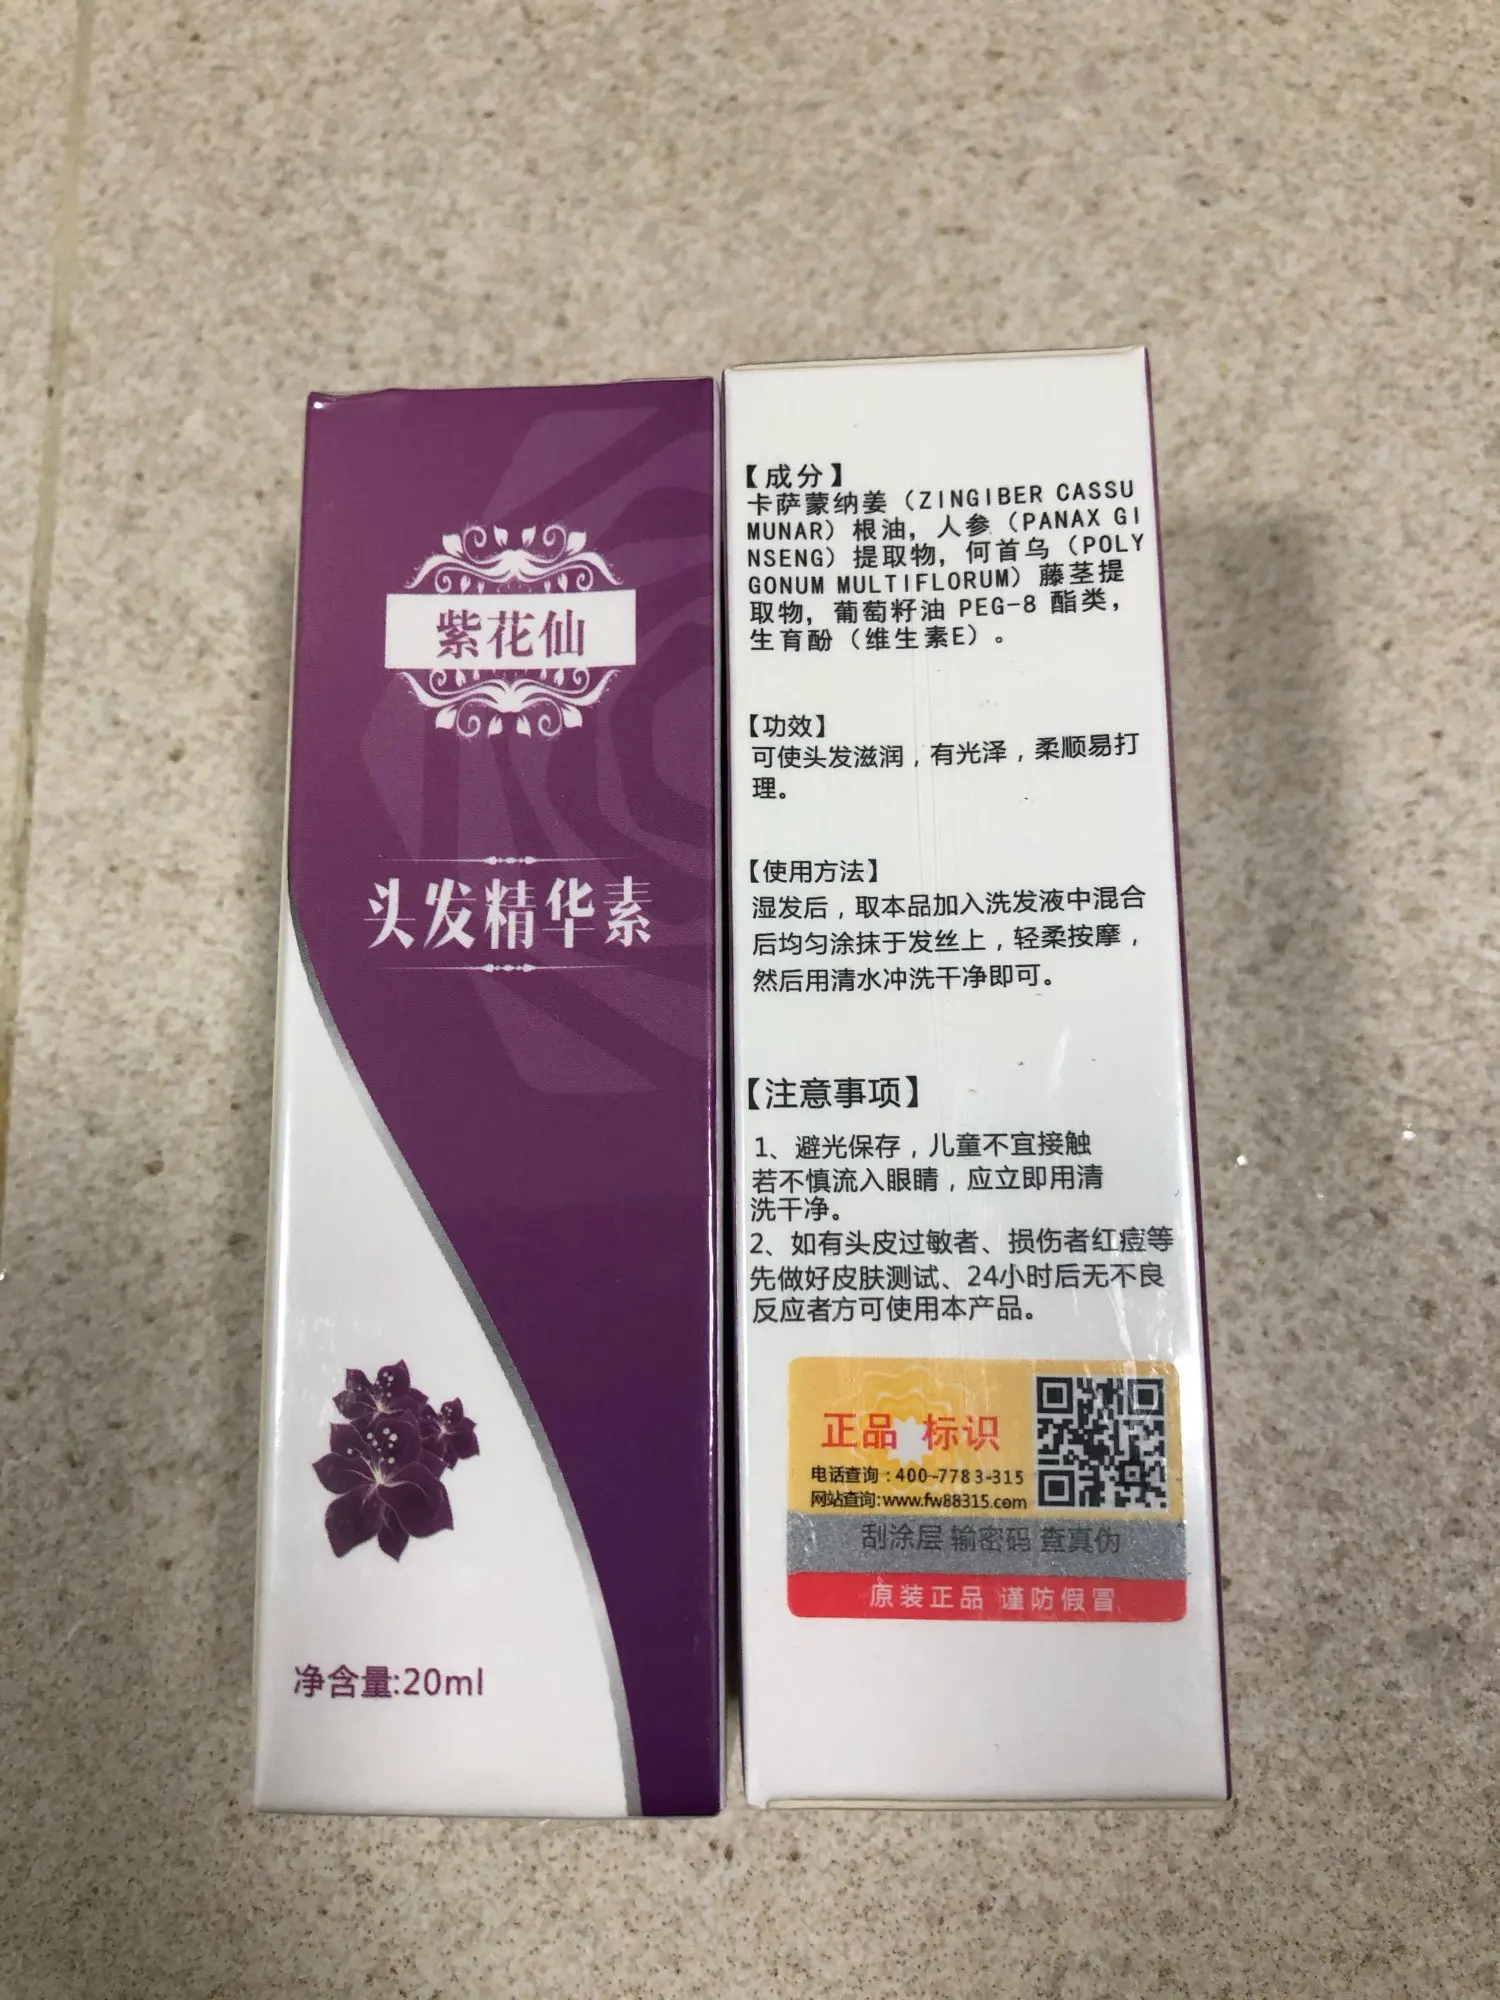 紫花仙
头发精华素
净含量:20ml
【成分】
卡萨蒙纳姜（ZINGIBER CASSU
MUNAR）根油，人参（PANAX GI
NSENG）提取物，何首乌（POLY
GONUM MULTIFLORUM）藤茎提
取物，葡萄籽油 PEG-8 酯类，
生育酚（维生素E）。
【功效】
可使头发滋润，有光泽，柔顺易打
理。
【使用方法】
湿发后，取本品加入洗发液中混合
后均匀涂抹于发丝上，轻柔按摩，
然后用清水冲洗干净即可。
【注意事项】
1、避光保存，儿童不宜接触
若不慎流入眼睛，应立即用清
洗干净。
2、如有头皮过敏者、损伤者红痘等
先做好皮肤测试、24小时后无不良
反应者方可使用本产品。
正品 标识
电话查询：400-7783-315
网站查询:www.fw88315.com
刮涂层 输密码 查真伪
原装正品 谨防假冒